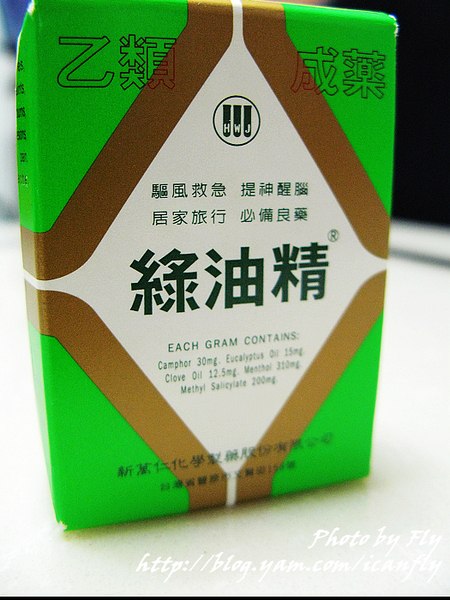 乙類 成藥
HWJ
驅風救急 提神醒腦
居家旅行 必備良藥
綠油精®
EACH GRAM CONTAINS:
Camphor 30mg. Eucalyptus Oil 15mg.
Clove Oil 12.5mg. Menthol 310mg.
Methyl Salicylate 200mg.
新萬仁化學製藥股份有限公司
Photo by Fly
http://blog.yam.com/icanfly